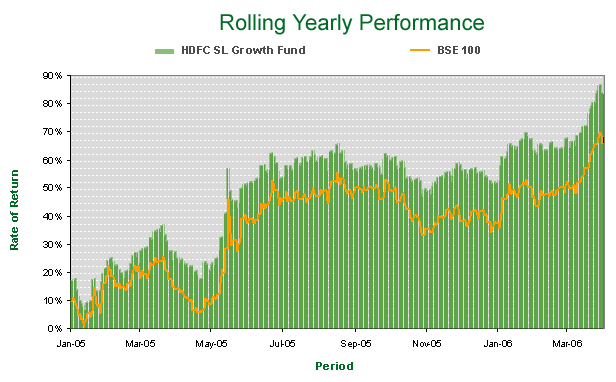 Rolling Yearly Performance
HDFC SL Growth Fund
BSE 100
90%
80%
70%
60%
50%
40%
30%
20%
10%
0%
Rate of Return
Jan-05
Mar-05
May-05
Jul-05
Sep-05
Nov-05
Jan-06
Mar-06
Period